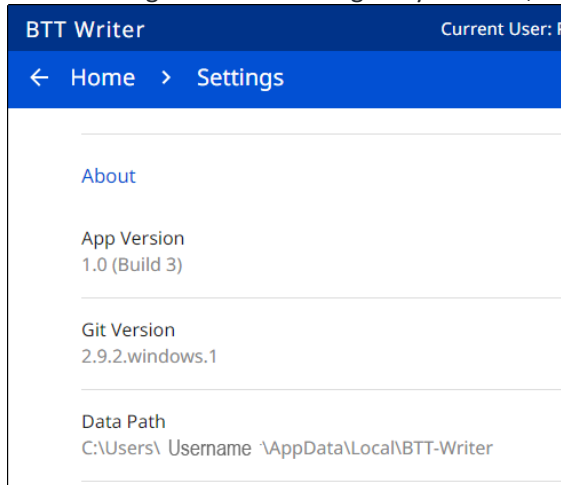 BTT Writer Current User:
← Home > Settings
About
App Version
1.0 (Build 3)
Git Version
2.9.2.windows.1
Data Path
C:\Users\ Username \AppData\Local\BTT-Writer